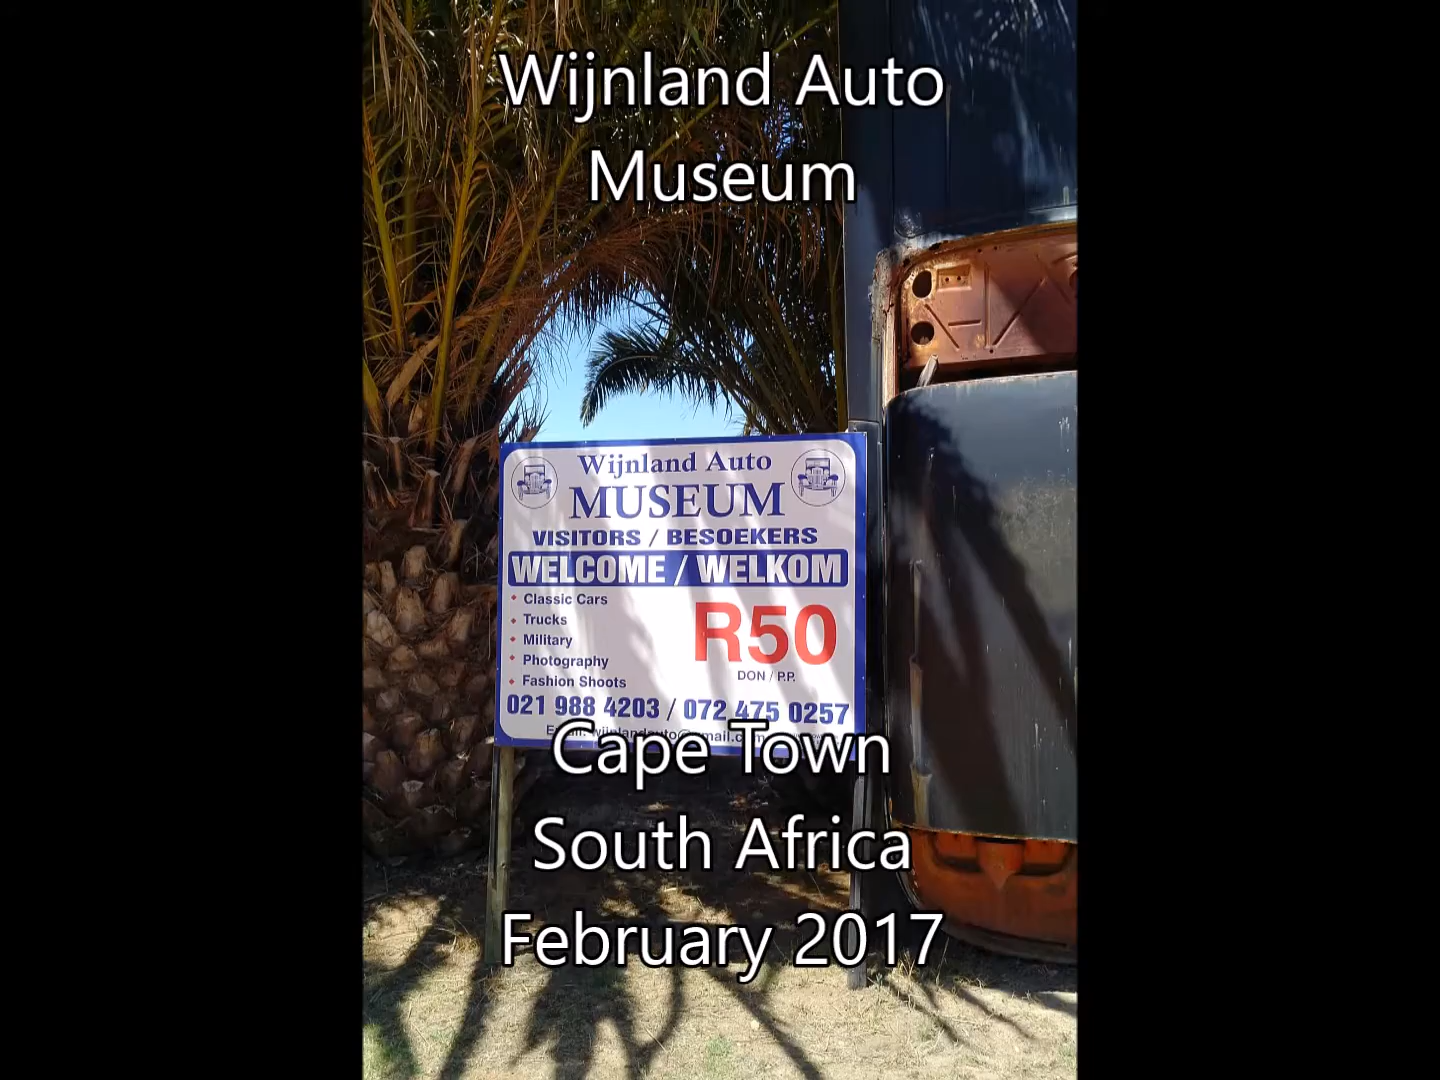 Wijnland Auto
Museum
Wijnland Auto
MUSEUM
VISITORS / BESOEKERS
WELCOME / WELKOM
Classic Cars
Trucks
Military
Photography
Fashion Shoots
R50
DON / P.P.
021 988 4203 / 072 475 0257
Cape Town
South Africa
February 2017